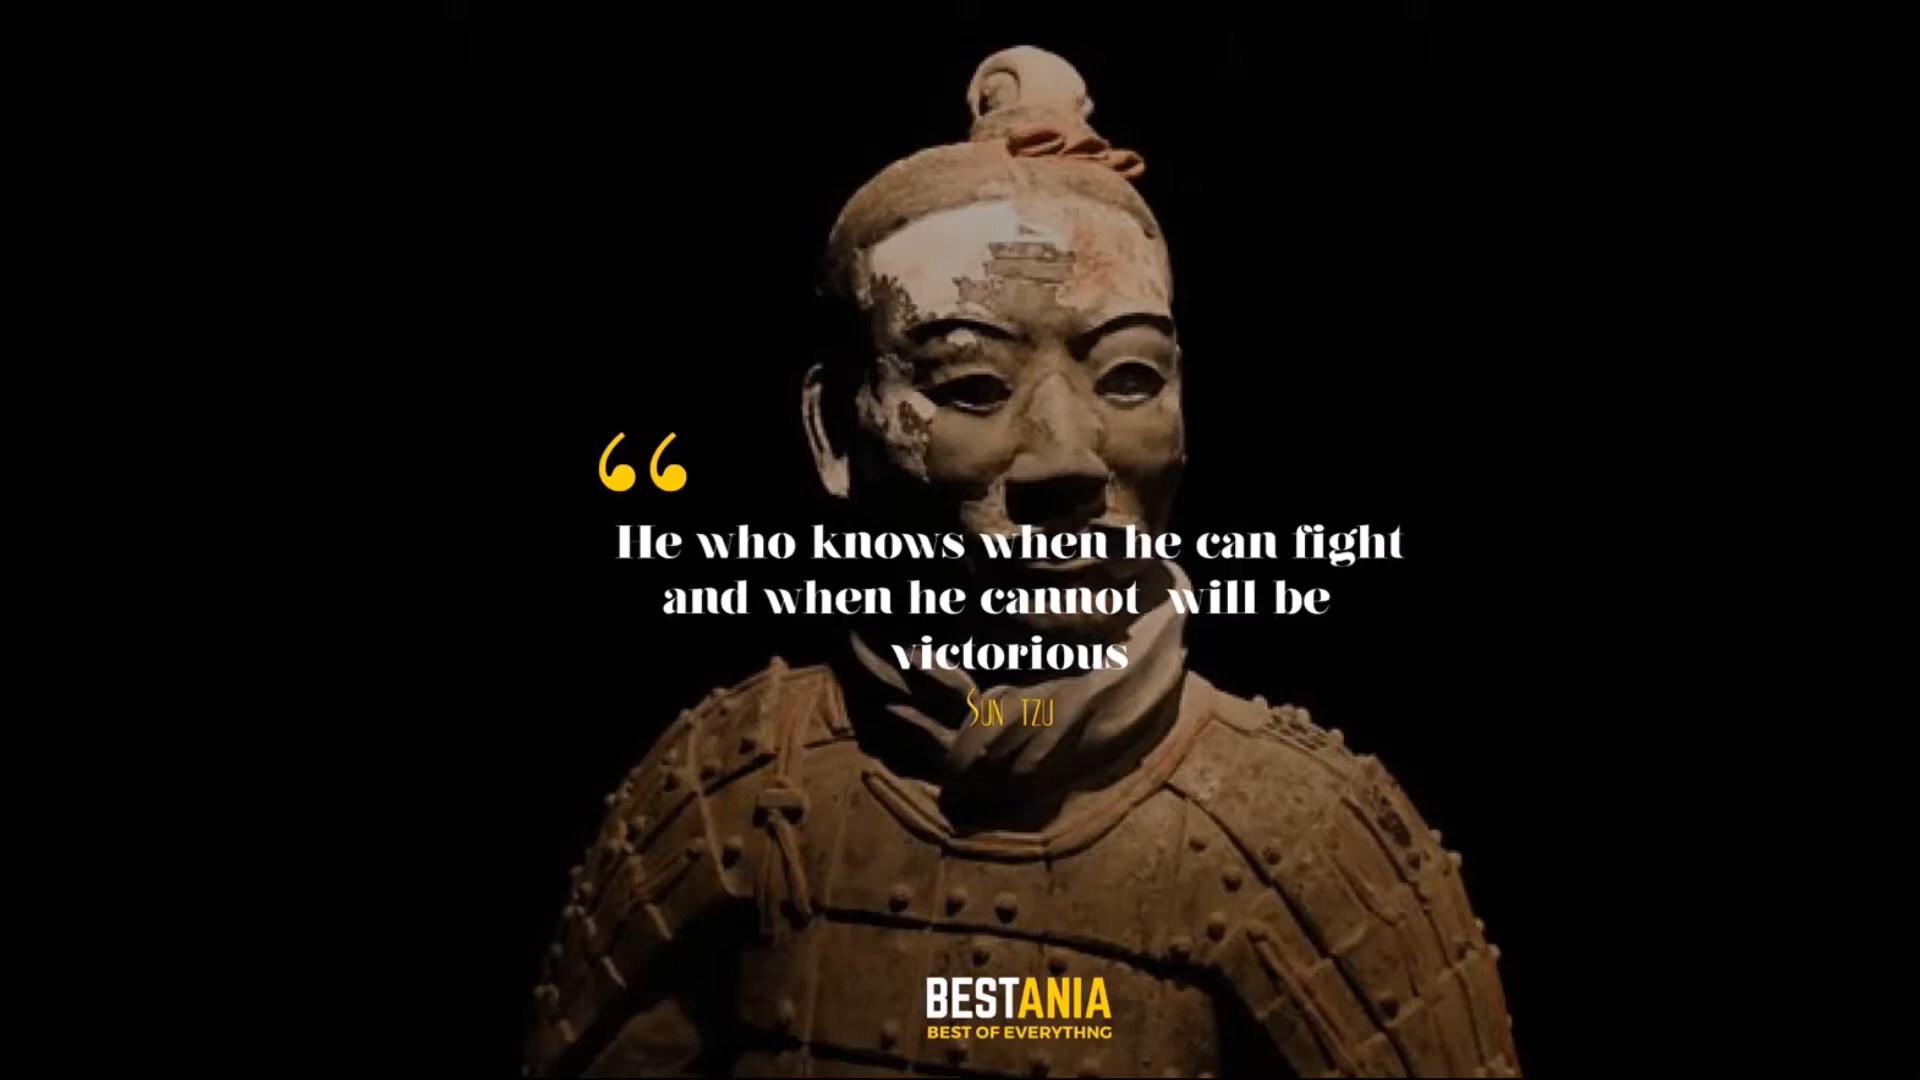 “
He who knows when he can fight
and when he cannot  will be
victorious
Sun tzu
BESTANIA
BEST OF EVERYTHNG